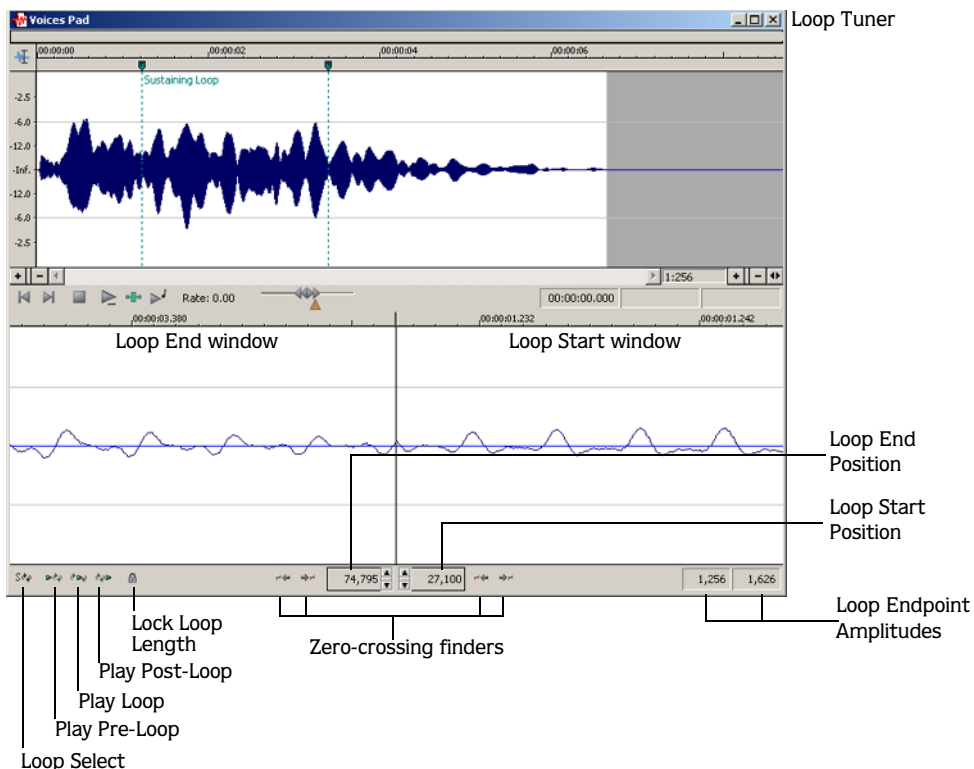 Voices Pad
Loop Tuner
00:00:00 00:00:02 00:00:04 00:00:06
Sustaining Loop
-2.5
-6.0
-12.0
-Inf.
-12.0
-6.0
-2.5
1:256
Rate: 0.00
00:00:00.000
00:00:03.380 00:00:01.232 00:00:01.242
Loop End window
Loop Start window
Loop End
Position
Loop Start
Position
74,795 27,100 1,256 1,626
Loop Endpoint
Amplitudes
Lock Loop
Length
Zero-crossing finders
Play Post-Loop
Play Loop
Play Pre-Loop
Loop Select